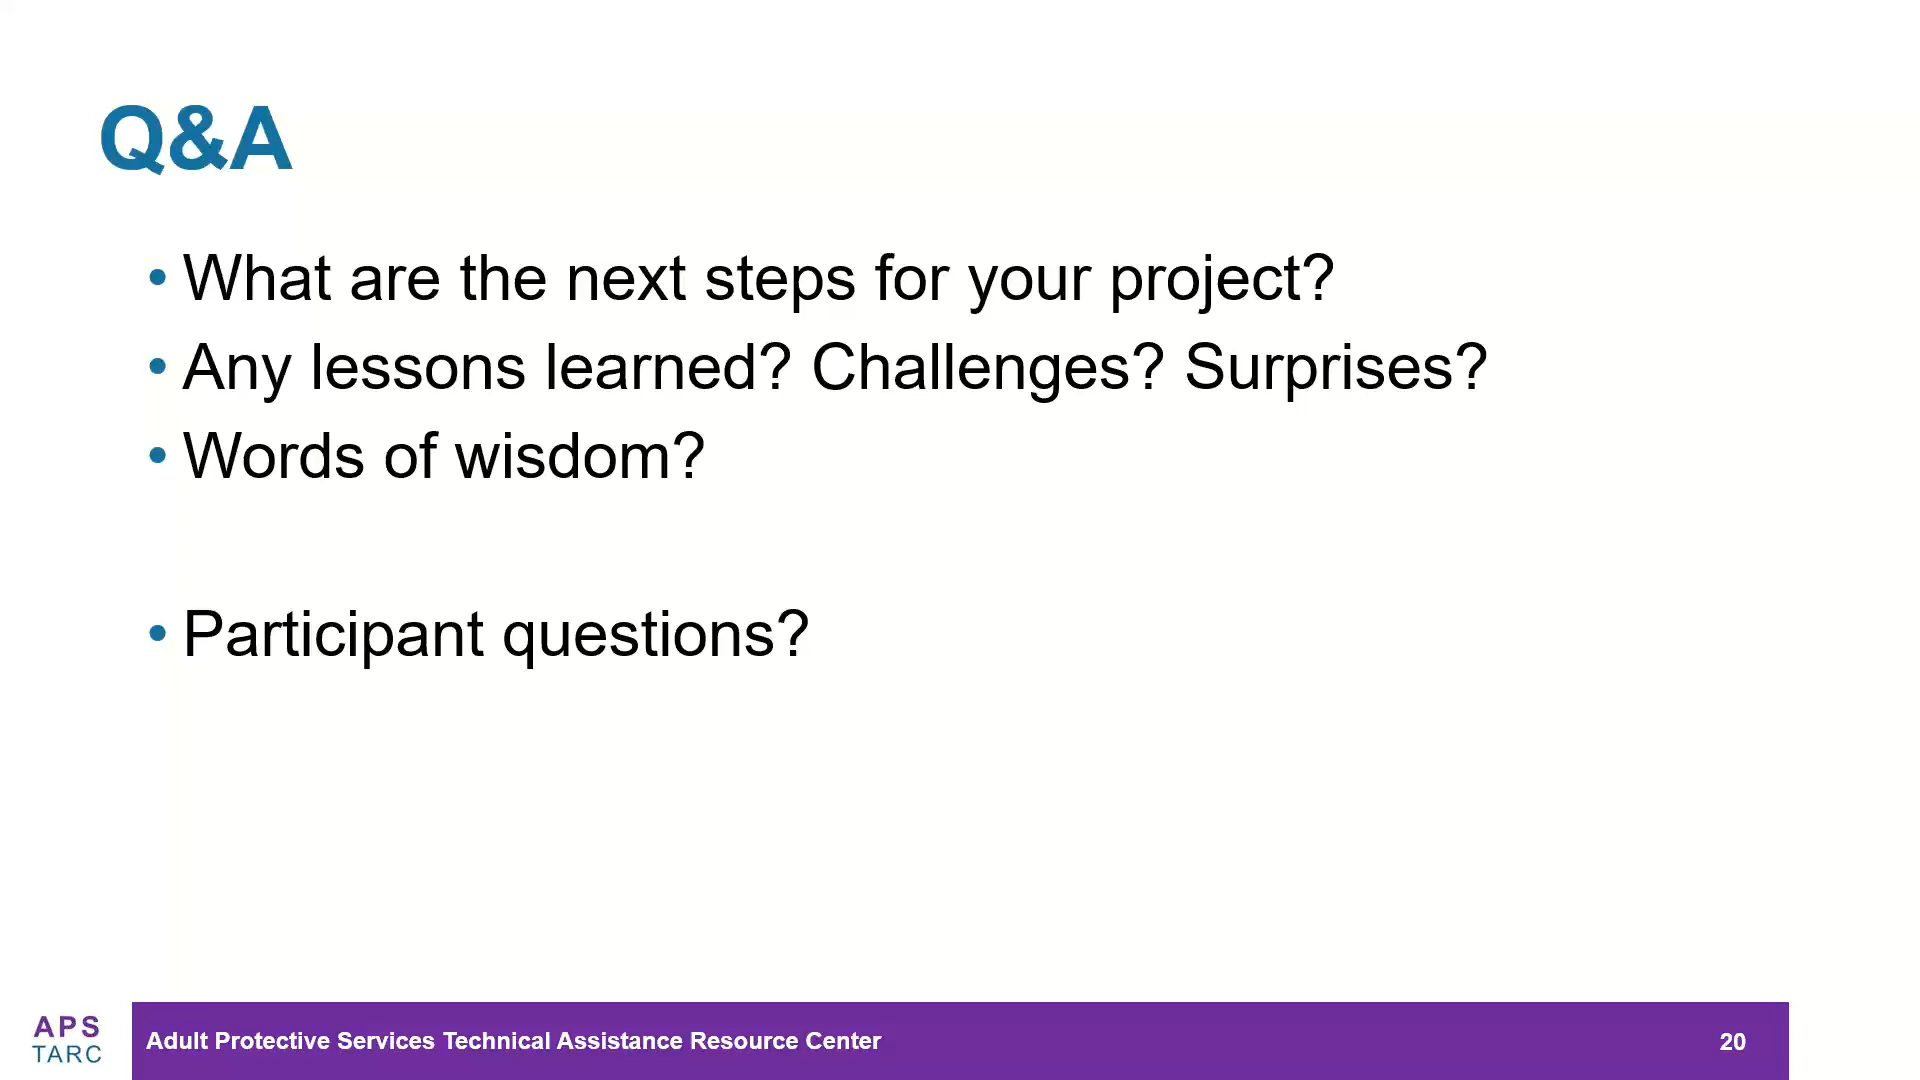 Q&A
• What are the next steps for your project?
• Any lessons learned? Challenges? Surprises?
• Words of wisdom?
• Participant questions?
APS
TARC
Adult Protective Services Technical Assistance Resource Center
20